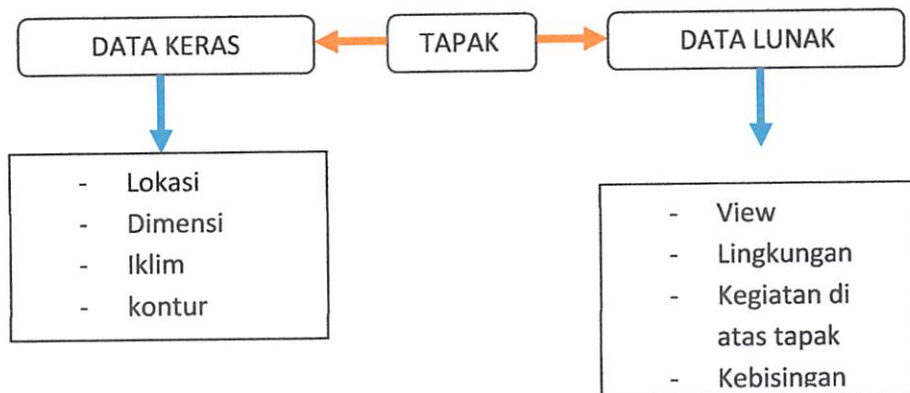 DATA KERAS
TAPAK
DATA LUNAK
- Lokasi
- Dimensi
- Iklim
- kontur
- View
- Lingkungan
- Kegiatan di
atas tapak
- Kebisingan